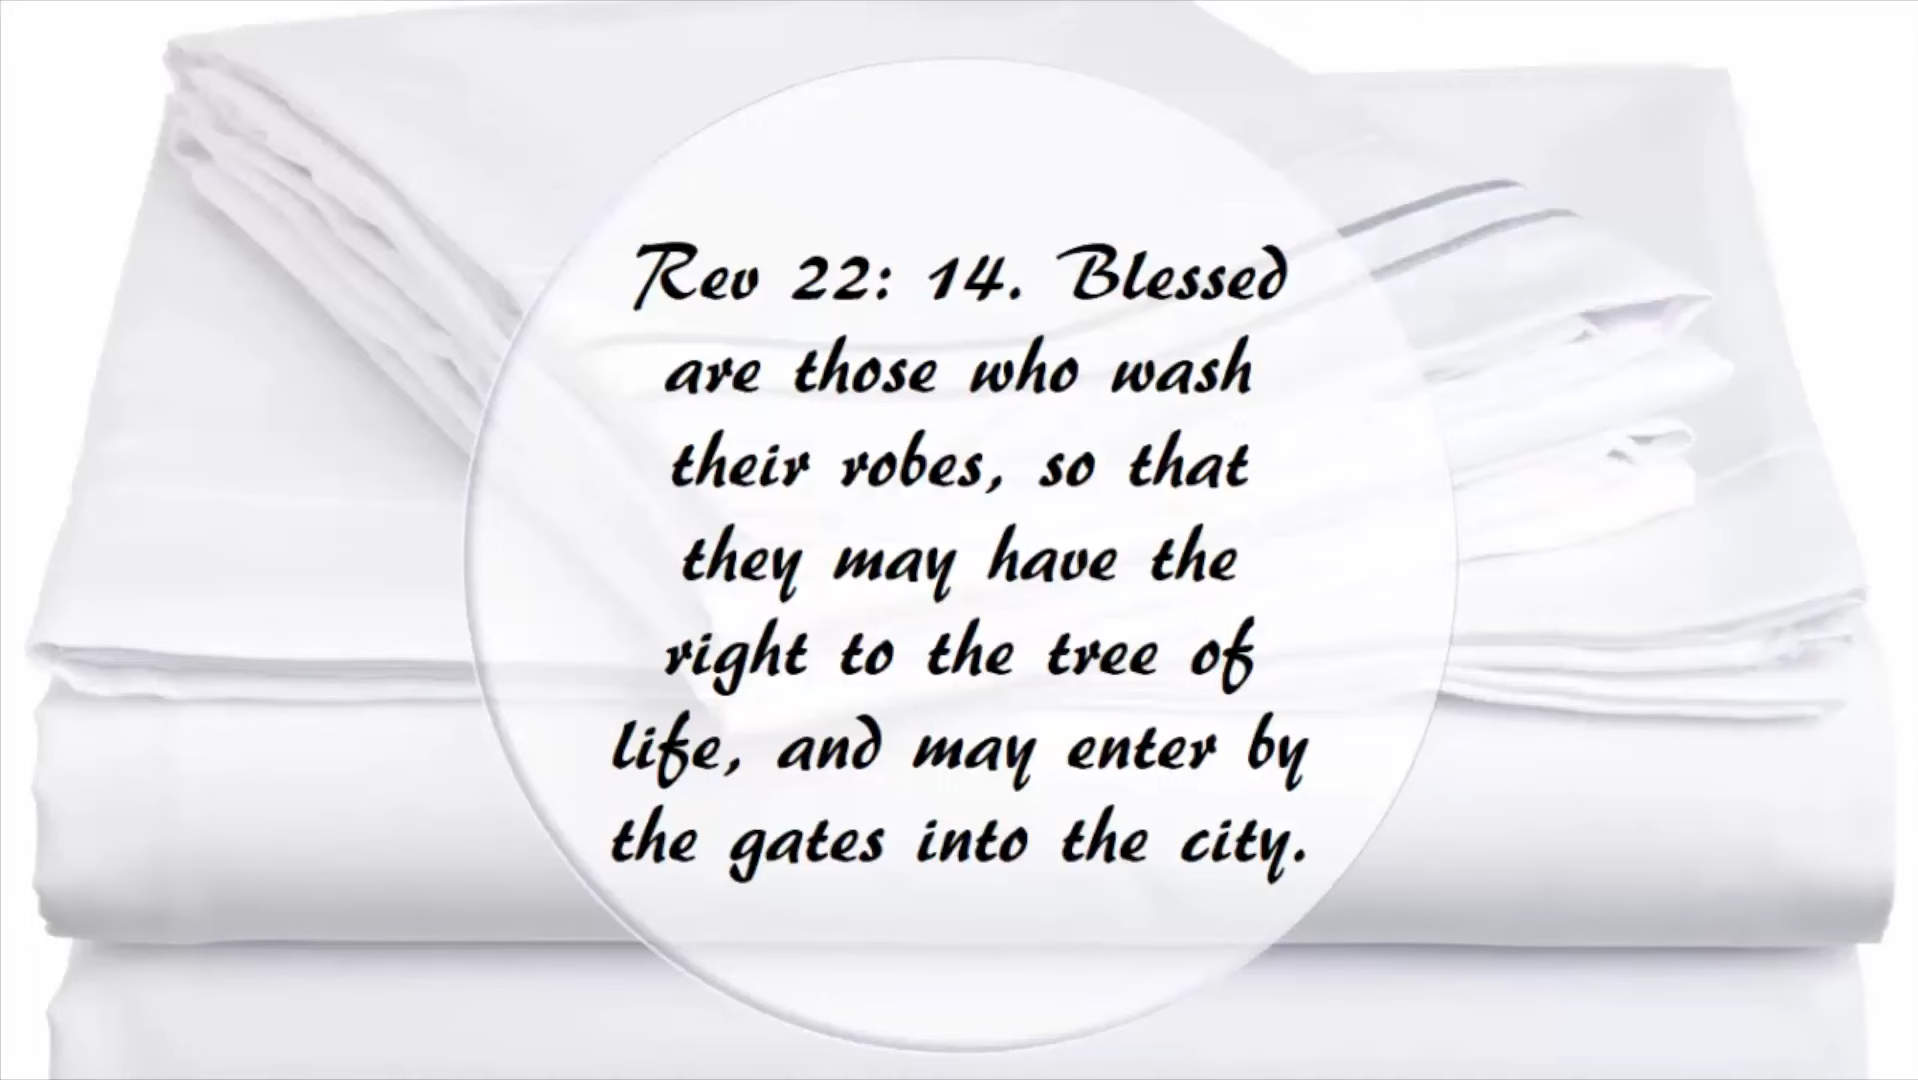 Rev 22: 14. Blessed
are those who wash
their robes, so that
they may have the
right to the tree of
life, and may enter by
the gates into the city.